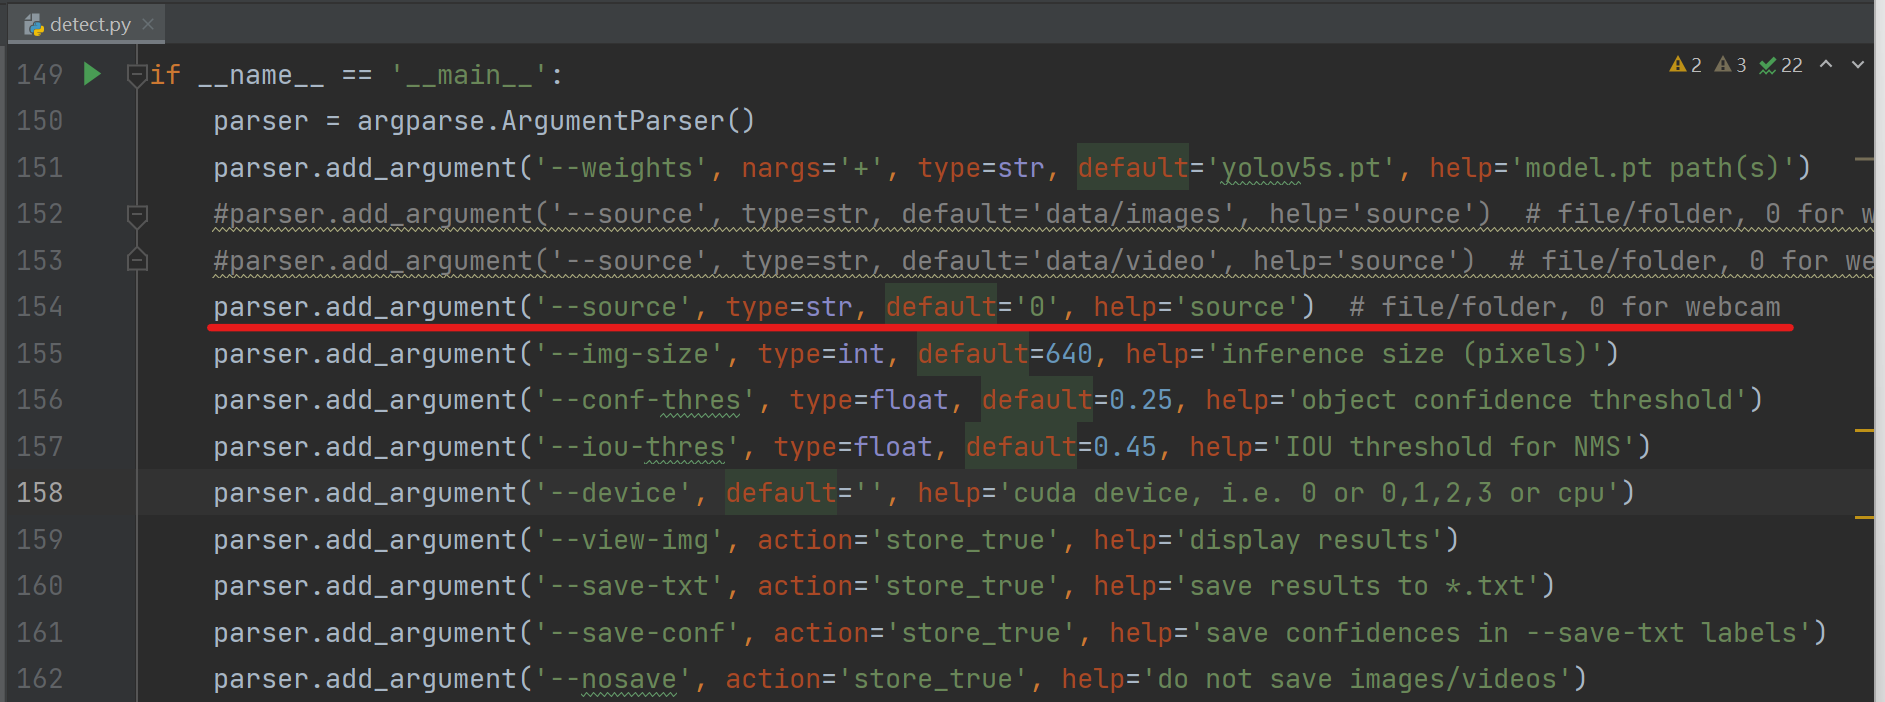 detect.py
2 3 22
149 if __name__ == '__main__':
150 parser = argparse.ArgumentParser()
151 parser.add_argument('--weights', nargs='+', type=str, default='yolov5s.pt', help='model.pt path(s)')
152 #parser.add_argument('--source', type=str, default='data/images', help='source')  # file/folder, 0 for w
153 #parser.add_argument('--source', type=str, default='data/video', help='source')  # file/folder, 0 for we
154 parser.add_argument('--source', type=str, default='0', help='source')  # file/folder, 0 for webcam
155 parser.add_argument('--img-size', type=int, default=640, help='inference size (pixels)')
156 parser.add_argument('--conf-thres', type=float, default=0.25, help='object confidence threshold')
157 parser.add_argument('--iou-thres', type=float, default=0.45, help='IOU threshold for NMS')
158 parser.add_argument('--device', default='', help='cuda device, i.e. 0 or 0,1,2,3 or cpu')
159 parser.add_argument('--view-img', action='store_true', help='display results')
160 parser.add_argument('--save-txt', action='store_true', help='save results to *.txt')
161 parser.add_argument('--save-conf', action='store_true', help='save confidences in --save-txt labels')
162 parser.add_argument('--nosave', action='store_true', help='do not save images/videos')